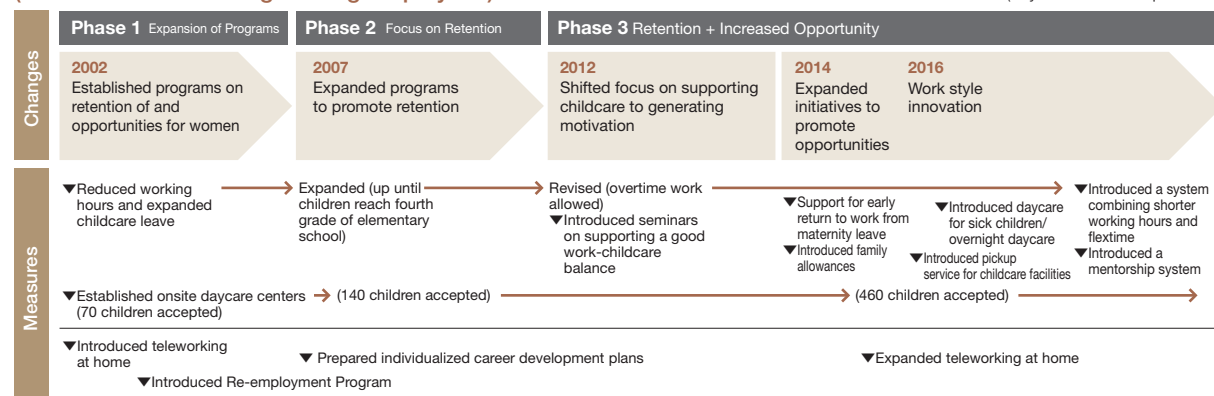 Phase 1 Expansion of Programs
Phase 2 Focus on Retention
Phase 3 Retention + Increased Opportunity
Changes
2002
Established programs on
retention of and
opportunities for women
2007
Expanded programs
to promote retention
2012
Shifted focus on supporting
childcare to generating
motivation
2014
Expanded
initiatives to
promote
opportunities
2016
Work style
innovation
Measures
▼Reduced working
hours and expanded
childcare leave
Expanded (up until
children reach fourth
grade of elementary
school)
Revised (overtime work
allowed)
▼Introduced seminars
on supporting a good
work-childcare
balance
▼Support for early
return to work from
maternity leave
▼Introduced family
allowances
▼Introduced daycare
for sick children/
overnight daycare
▼Introduced pickup
service for childcare facilities
▼Introduced a system
combining shorter
working hours and
flextime
▼Introduced a
mentorship system
▼Established onsite daycare centers
(70 children accepted)
(140 children accepted)
(460 children accepted)
▼Introduced teleworking
at home
▼Introduced Re-employment Program
▼ Prepared individualized career development plans
▼Expanded teleworking at home